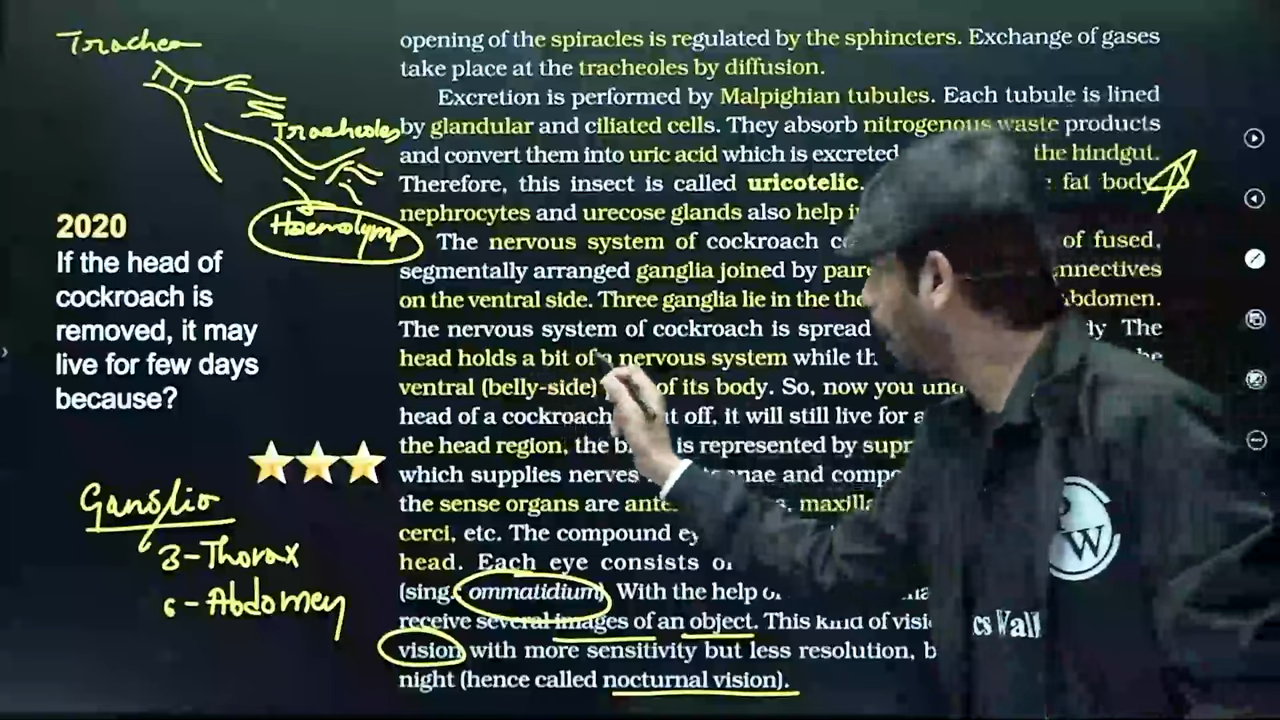 Trachea
Tracheoles
Haemolymp
2020
If the head of
cockroach is
removed, it may
live for few days
because?
Ganglio
3-Thorax
6-Abdomen
opening of the spiracles is regulated by the sphincters. Exchange of gases
take place at the tracheoles by diffusion.
Excretion is performed by Malpighian tubules. Each tubule is lined
by glandular and ciliated cells. They absorb nitrogenous waste products
and convert them into uric acid which is excreted the hindgut.
Therefore, this insect is called uricotelic. fat body
nephrocytes and urecose glands also help
The nervous system of cockroach of fused,
segmentally arranged ganglia joined by
on the ventral side. Three ganglia lie in the abdomen.
The nervous system of cockroach is spread The
head holds a bit of nervous system while
ventral (belly-side) of its body. So, now you
head of a cockroach off, it will still live for
the head region, the is represented by
which supplies nerves and
the sense organs are
cerci, etc. The compound
head. Each eye consists
(sing. ommatidium) With the help
receive several images of an object. This kind of
vision with more sensitivity but less resolution,
night (hence called nocturnal vision).
W
cs Wall